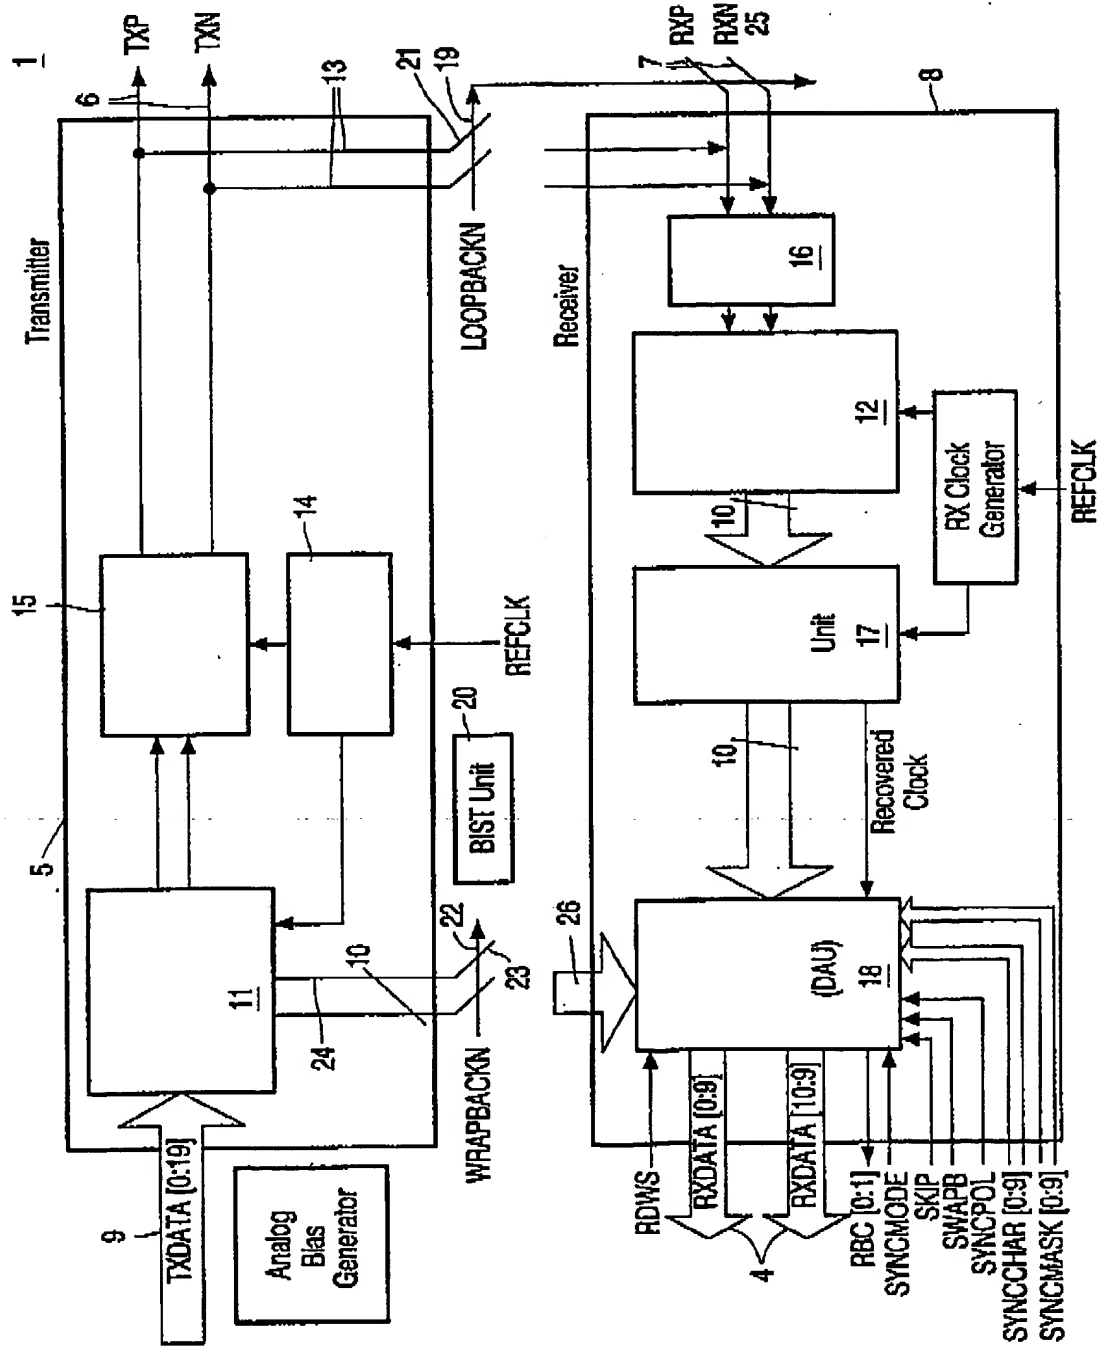 1
TXP
TXN
6
Transmitter
13
21
19
LOOPBACKN
15
14
REFCLK
5
20
BIST Unit
11
24
10
22
23
WRAPBACKN
9
TXDATA [0:19]
Analog
Bias
Generator
7
RXP
RXN
25
8
Receiver
16
12
RX Clock
Generator
REFCLK
10
Unit
17
10
Recovered
Clock
26
(DAU)
18
RDWS
RXDATA [0:9]
RXDATA [10:9]
4
RBC [0:1]
SYNCMODE
SKIP
SWAPB
SYNCPOL
SYNCCHAR [0:9]
SYNCMASK [0:9]